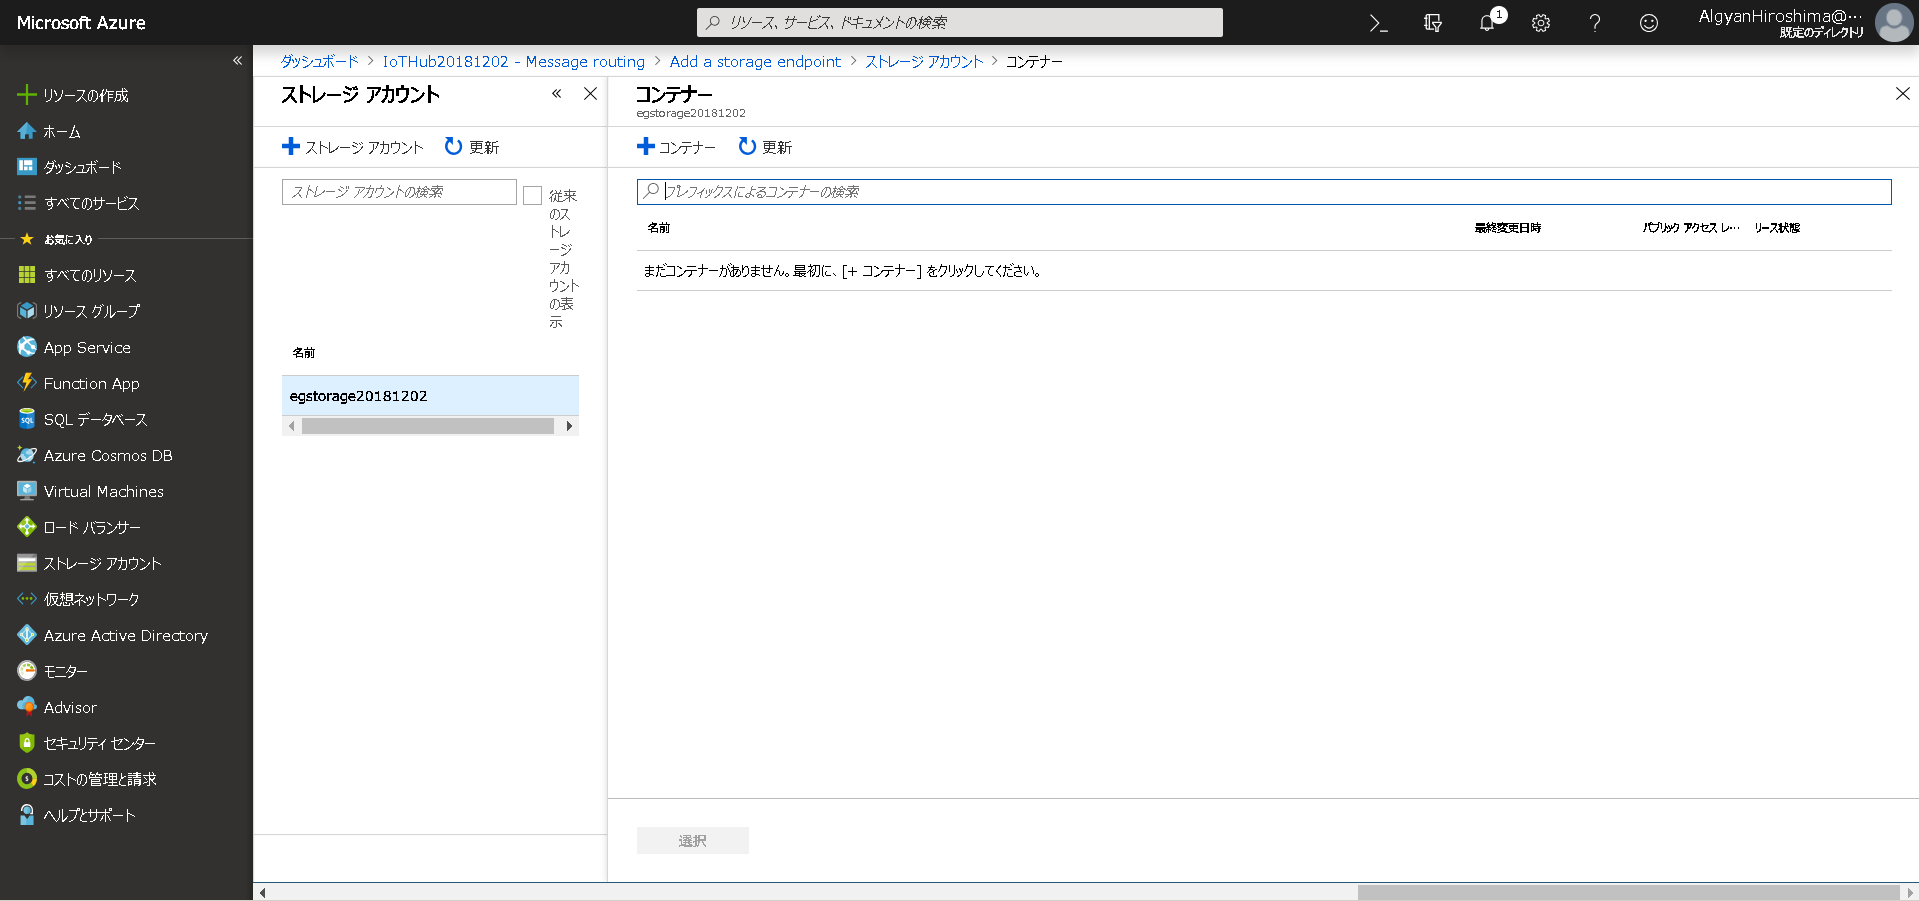 Microsoft Azure
リソース、サービス、ドキュメントの検索
>_
1
AlgyanHiroshima@…
既定のディレクトリ
«
リソースの作成
ホーム
ダッシュボード
すべてのサービス
お気に入り
すべてのリソース
リソース グループ
App Service
Function App
SQL データベース
Azure Cosmos DB
Virtual Machines
ロード バランサー
ストレージ アカウント
仮想ネットワーク
Azure Active Directory
モニター
Advisor
セキュリティ センター
コストの管理と請求
ヘルプとサポート
ダッシュボード > IoTHub20181202 - Message routing > Add a storage endpoint > ストレージ アカウント > コンテナー
ストレージ アカウント
«
+ ストレージ アカウント 更新
ストレージ アカウントの検索
従来
のス
トレ
ージ
アカ
ウント
の表
示
名前
egstorage20181202
コンテナー
egstorage20181202
+ コンテナー 更新
プレフィックスによるコンテナーの検索
名前 最終変更日時 パブリック アクセス レ… リース状態
まだコンテナーがありません。最初に、[+ コンテナー] をクリックしてください。
選択